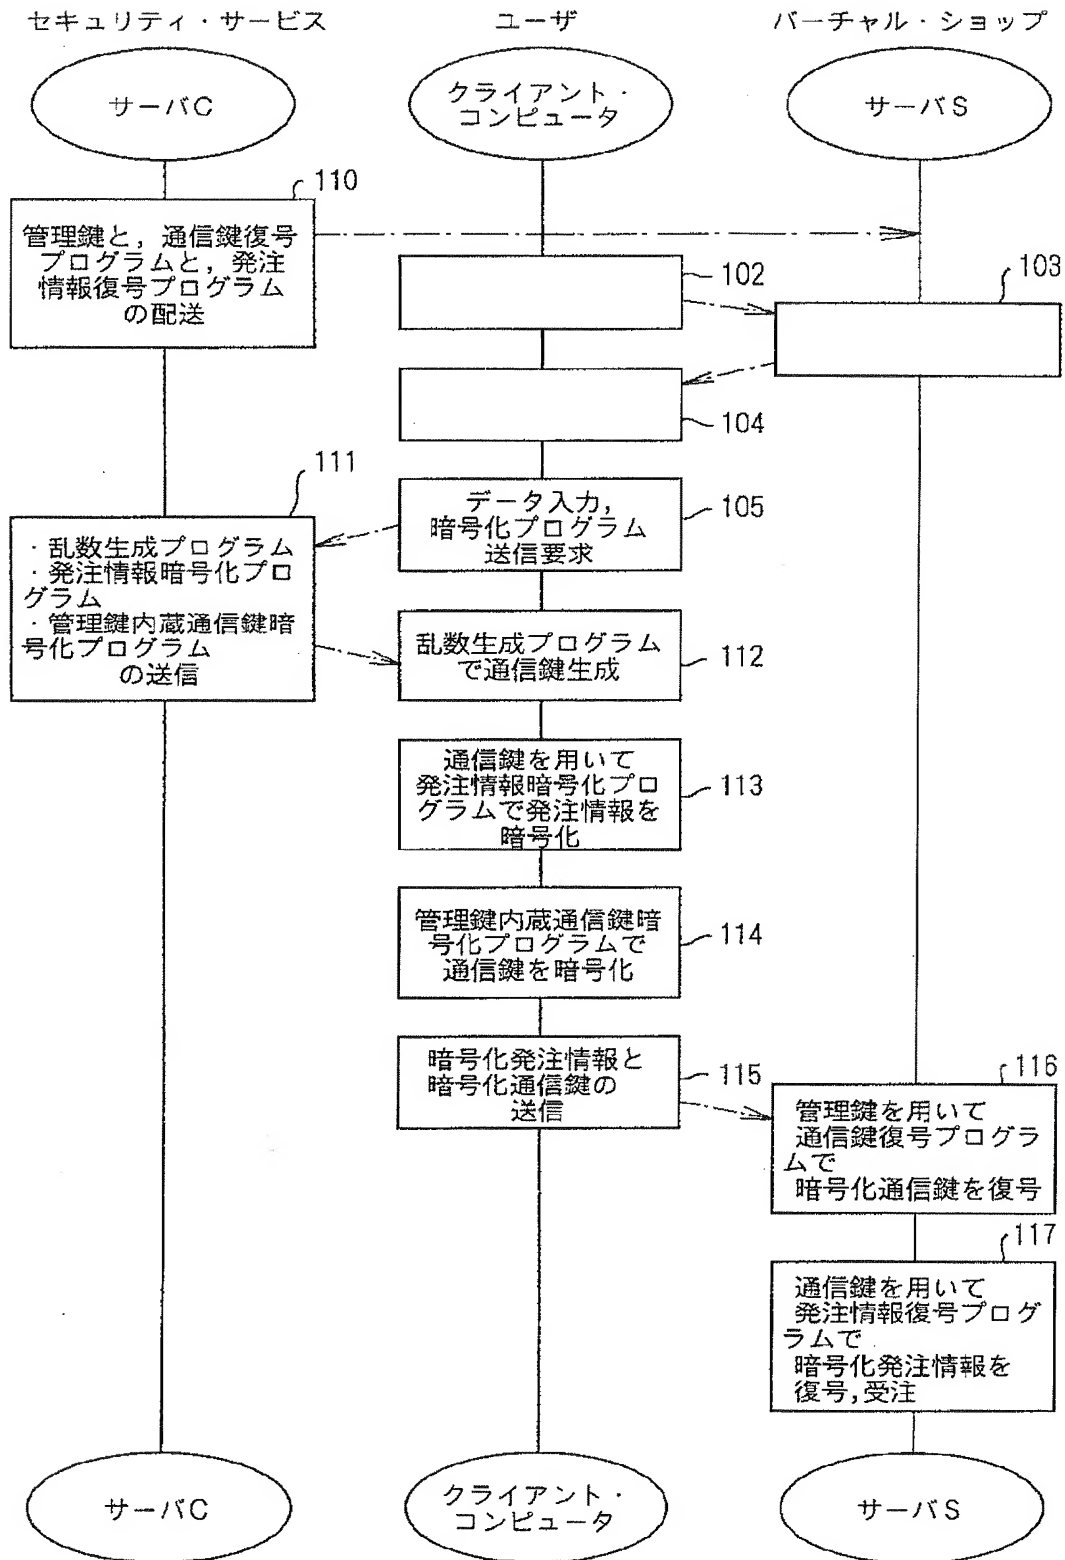 セキュリティ・サービス
ユーザ
バーチャル・ショップ
サーバC
クライアント・
コンピュータ
サーバS
110
管理鍵と,通信鍵復号
プログラムと,発注
情報復号プログラム
の配送
102
103
104
111
・乱数生成プログラム
・発注情報暗号化プロ
グラム
・管理鍵内蔵通信鍵暗
号化プログラム
の送信
データ入力,
暗号化プログラム
送信要求
105
乱数生成プログラム
で通信鍵生成
112
通信鍵を用いて
発注情報暗号化プロ
グラムで発注情報を
暗号化
113
管理鍵内蔵通信鍵暗
号化プログラムで
通信鍵を暗号化
114
暗号化発注情報と
暗号化通信鍵の
送信
115
116
管理鍵を用いて
通信鍵復号プログラ
ムで
暗号化通信鍵を復号
117
通信鍵を用いて
発注情報復号プログ
ラムで
暗号化発注情報を
復号,受注
サーバC
クライアント・
コンピュータ
サーバS